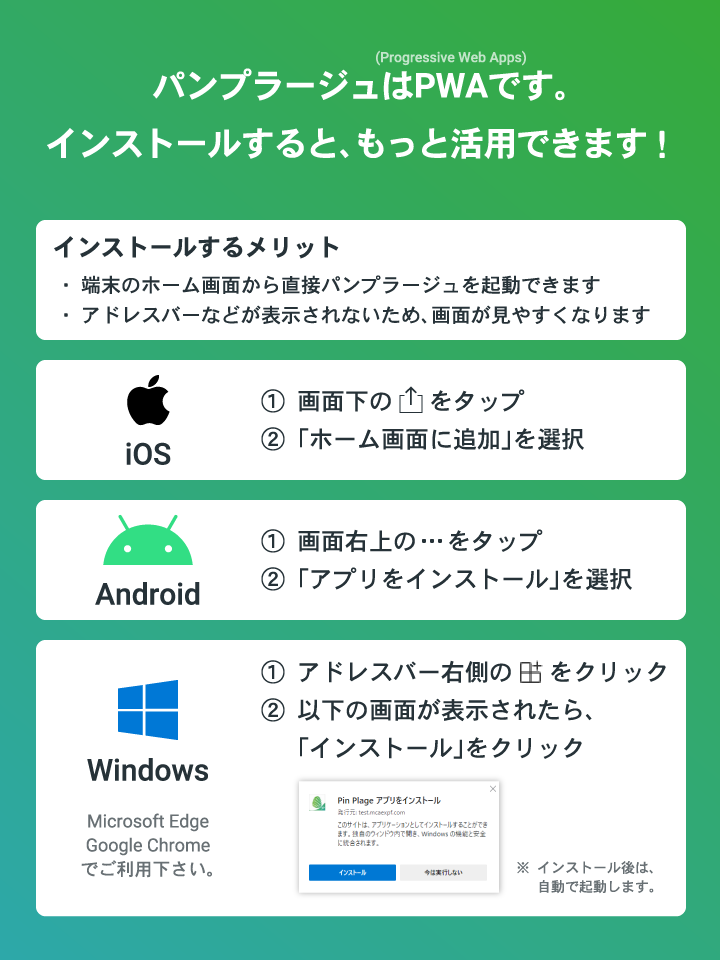 (Progressive Web Apps)
パンプラージュはPWAです。
インストールすると、もっと活用できます！
インストールするメリット
・ 端末のホーム画面から直接パンプラージュを起動できます
・ アドレスバーなどが表示されないため、画面が見やすくなります
iOS
① 画面下の をタップ
② 「ホーム画面に追加」を選択
Android
① 画面右上の … をタップ
② 「アプリをインストール」を選択
Windows
Microsoft Edge
Google Chrome
でご利用下さい。
① アドレスバー右側の をクリック
② 以下の画面が表示されたら、
「インストール」をクリック
Pin Plage アプリをインストール
発行元: test.mcaexpf.com
このサイトは、アプリケーションとしてインストールすることができ
ます。独自のウィンドウ内で開き、Windows の機能と安全
に統合されます。
インストール
今は実行しない
※ インストール後は、
自動で起動します。